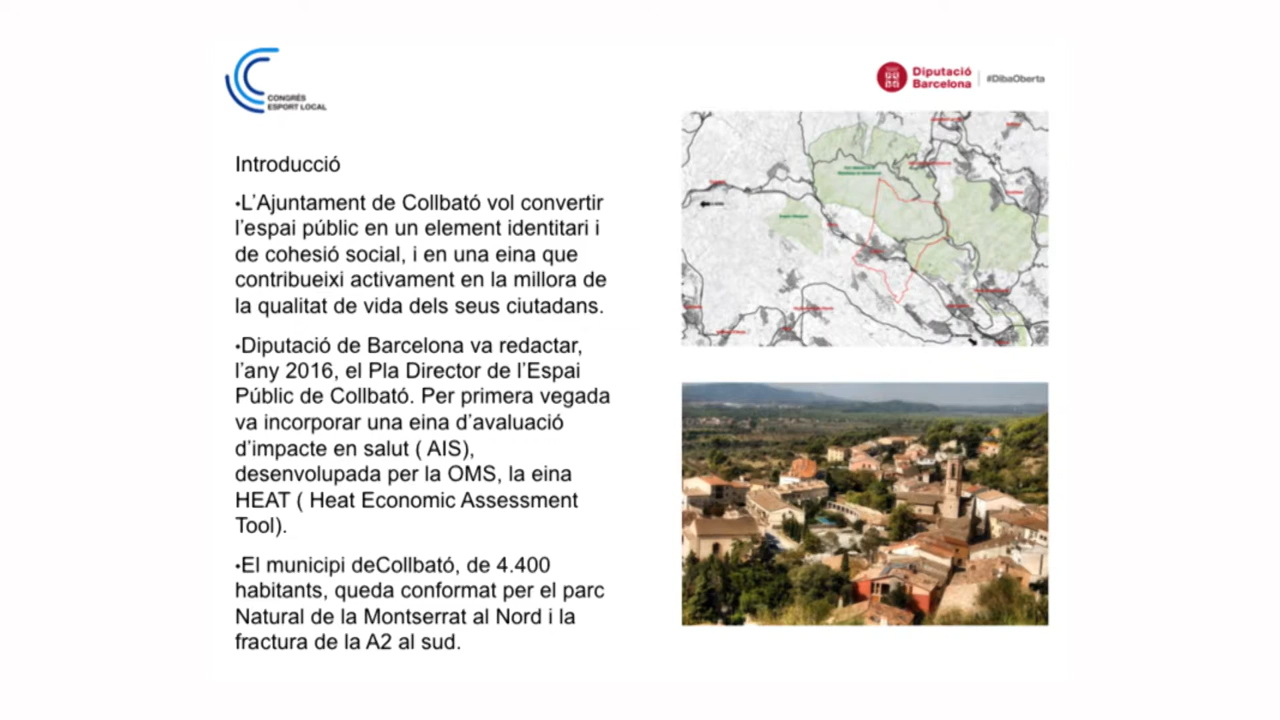 CONGRÉS
ESPORT LOCAL
Diputació
Barcelona
#DibaOberta
Introducció
•L'Ajuntament de Collbató vol convertir
l'espai públic en un element identitari i
de cohesió social, i en una eina que
contribueixi activament en la millora de
la qualitat de vida dels seus ciutadans.
•Diputació de Barcelona va redactar,
l'any 2016, el Pla Director de l'Espai
Públic de Collbató. Per primera vegada
va incorporar una eina d'avaluació
d'impacte en salut ( AIS),
desenvolupada per la OMS, la eina
HEAT ( Heat Economic Assessment
Tool).
•El municipi deCollbató, de 4.400
habitants, queda conformat per el parc
Natural de la Montserrat al Nord i la
fractura de la A2 al sud.